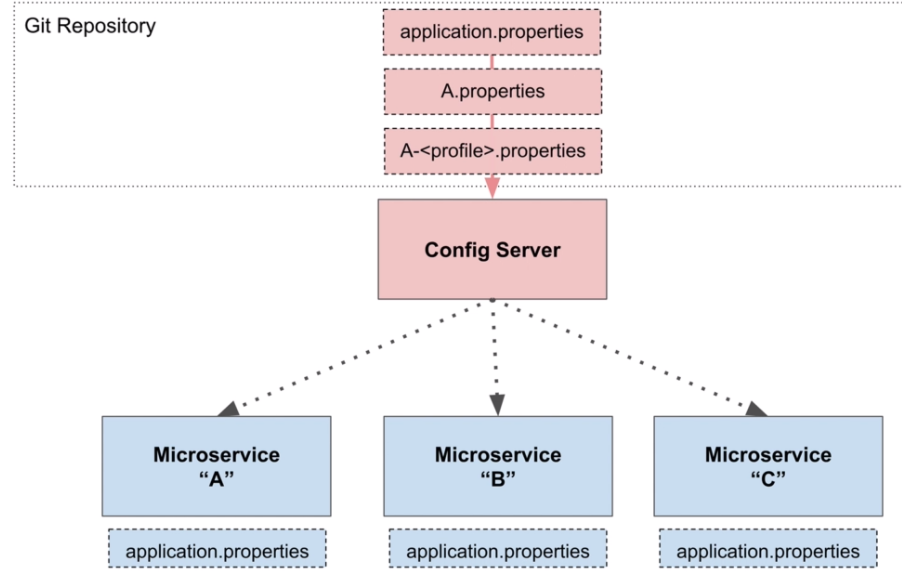 Git Repository
application.properties
A.properties
A-<profile>.properties
Config Server
Microservice
“A”
Microservice
“B”
Microservice
“C”
application.properties
application.properties
application.properties